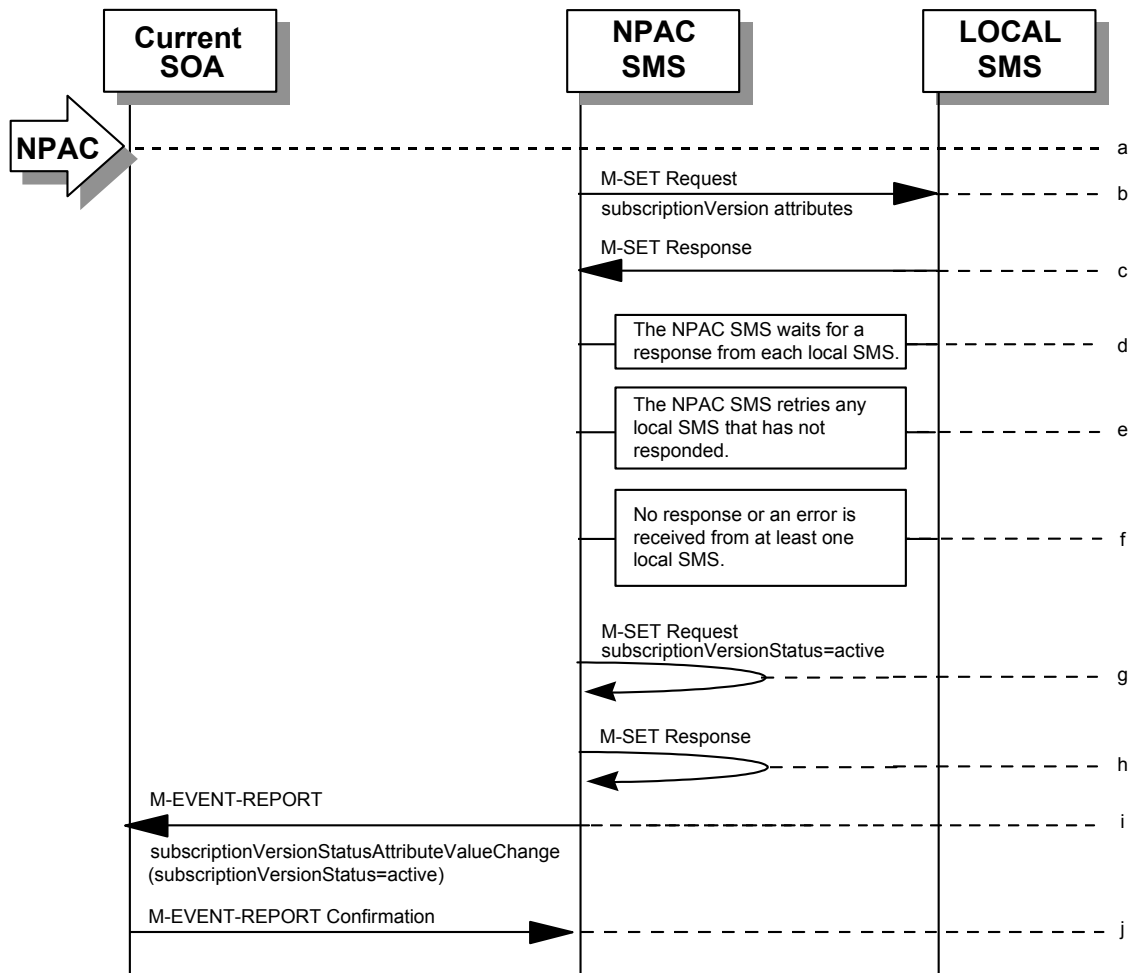 Current
SOA
NPAC
SMS
LOCAL
SMS
NPAC
a
M-SET Request
subscriptionVersion attributes
b
M-SET Response
c
The NPAC SMS waits for a
response from each local SMS.
d
The NPAC SMS retries any
local SMS that has not
responded.
e
No response or an error is
received from at least one
local SMS.
f
M-SET Request
subscriptionVersionStatus=active
g
M-SET Response
h
M-EVENT-REPORT
i
subscriptionVersionStatusAttributeValueChange
(subscriptionVersionStatus=active)
M-EVENT-REPORT Confirmation
j